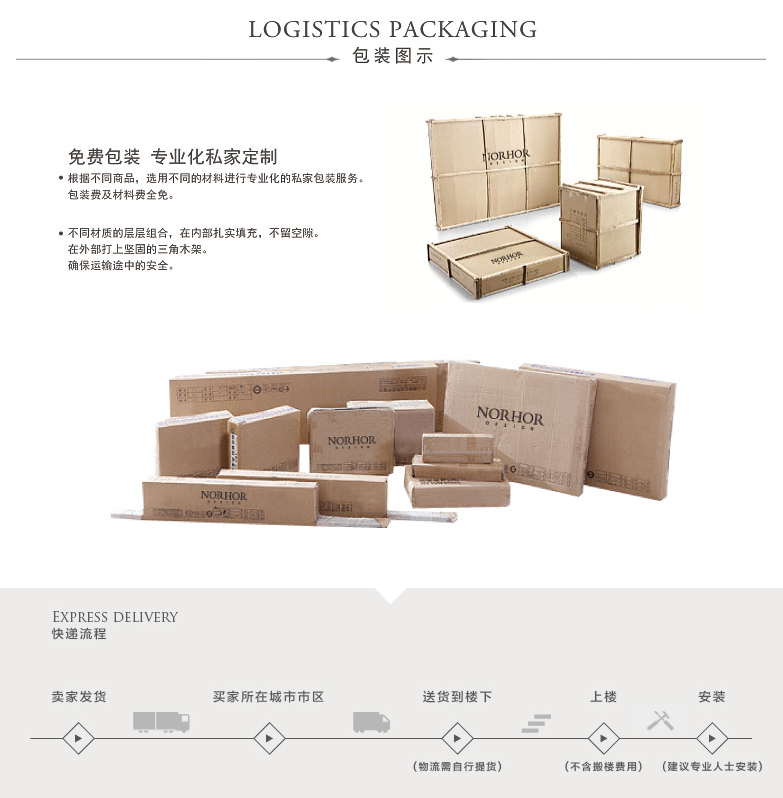 LOGISTICS PACKAGING
包装图示
免费包装 专业化私家定制
• 根据不同商品，选用不同的材料进行专业化的私家包装服务。
包装费及材料费全免。
• 不同材质的层层组合，在内部扎实填充，不留空隙。
在外部打上坚固的三角木架。
确保运输途中的安全。
NORHOR
DESIGN
NORHOR
DESIGN
NORHOR
DESIGN
NORHOR
DESIGN
NORHOR
DESIGN
EXPRESS DELIVERY
快递流程
卖家发货 买家所在城市市区 送货到楼下 上楼 安装
(物流需自行提货) (不含搬楼费用) (建议专业人士安装)